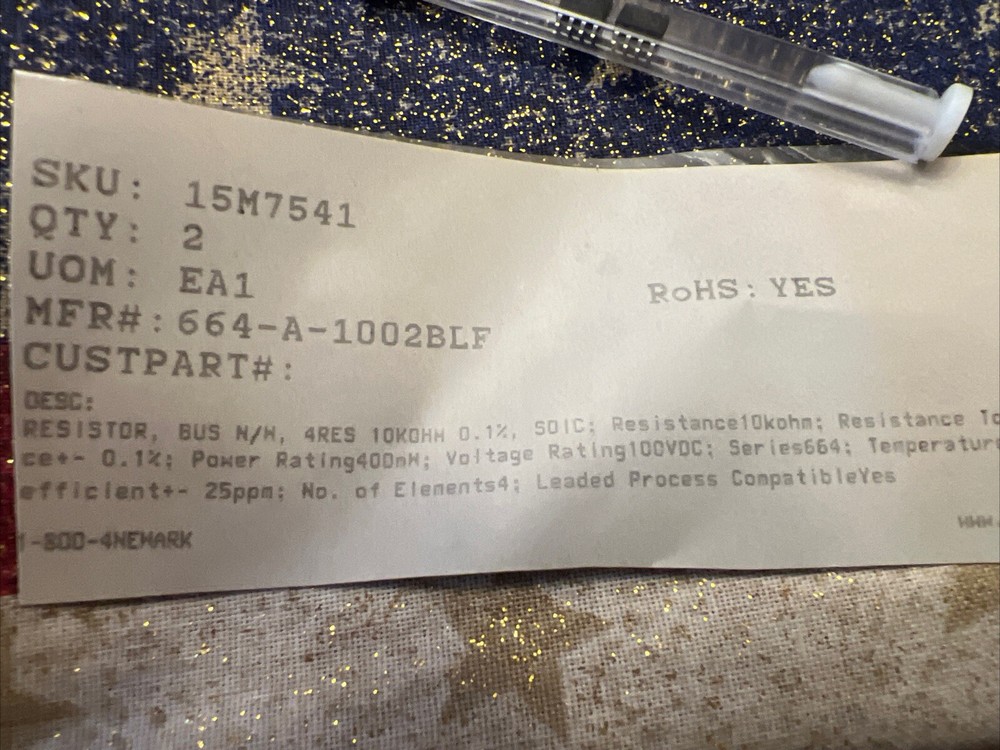 SKU: 15M7541
QTY: 2
UOM: EA1
RoHS: YES
MFR#: 664-A-1002BLF
CUSTPART#:
DESC:
RESISTOR, BUS N/W, 4RES 10KOHM 0.1%, SOIC; Resistance10kohm; Resistance To
ce+- 0.1%; Power Rating400mW; Voltage Rating100VDC; Series664; Temperatur
efficient+- 25ppm; No. of Elements4; Leaded Process CompatibleYes
1-800-4NEWARK
WWW.